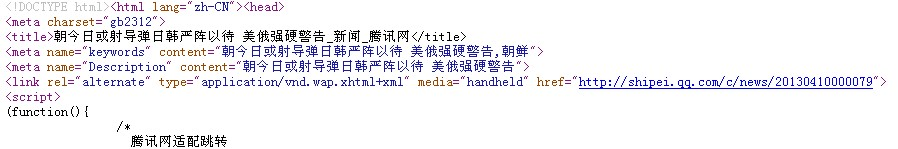 <!DOCTYPE html><html lang="zh-CN"><head>
<meta charset="gb2312">
<title>朝今日或射导弹日韩严阵以待 美俄强硬警告_新闻_腾讯网</title>
<meta name="keywords" content="朝今日或射导弹日韩严阵以待 美俄强硬警告,朝鲜">
<meta name="Description" content="朝今日或射导弹日韩严阵以待 美俄强硬警告">
<link rel="alternate" type="application/vnd.wap.xhtml+xml" media="handheld" href="http://shipei.qq.com/c/news/20130410000079">
<script>
(function(){
/*
腾讯网适配跳转